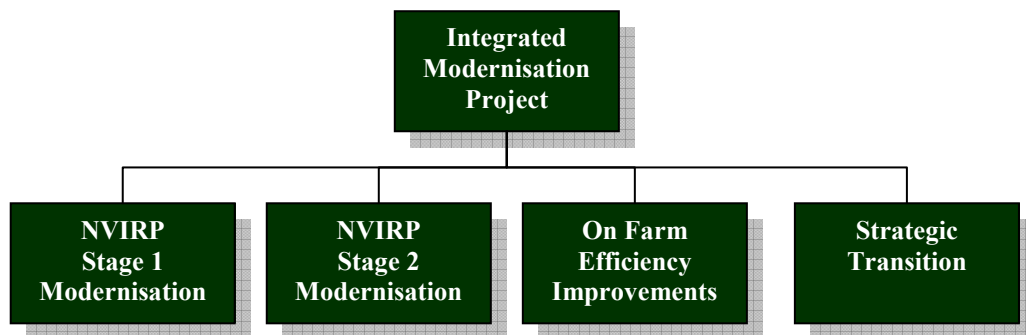 Integrated
Modernisation
Project
NVIRP
Stage 1
Modernisation
NVIRP
Stage 2
Modernisation
On Farm
Efficiency
Improvements
Strategic
Transition